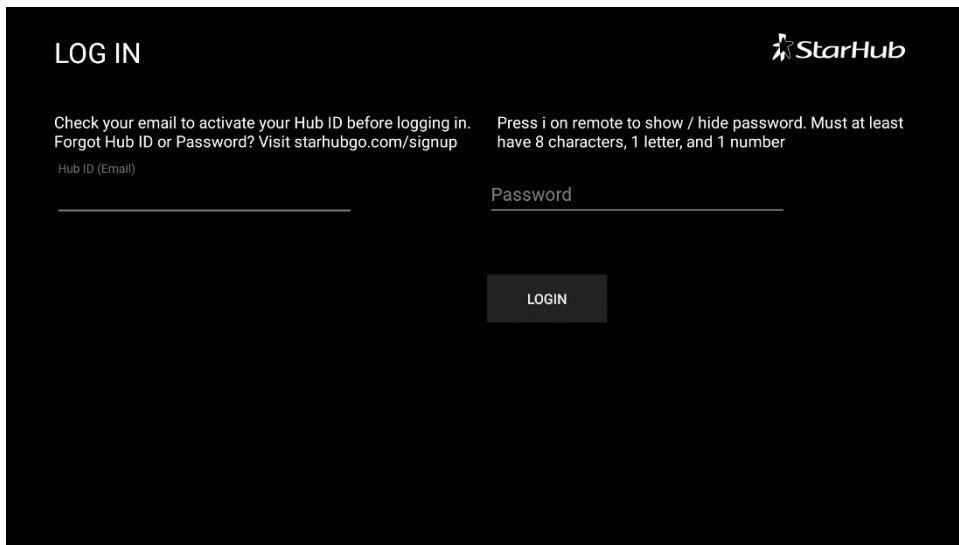 LOG IN
StarHub
Check your email to activate your Hub ID before logging in.
Forgot Hub ID or Password? Visit starhubgo.com/signup
Hub ID (Email)
Press i on remote to show / hide password. Must at least
have 8 characters, 1 letter, and 1 number
Password
LOGIN